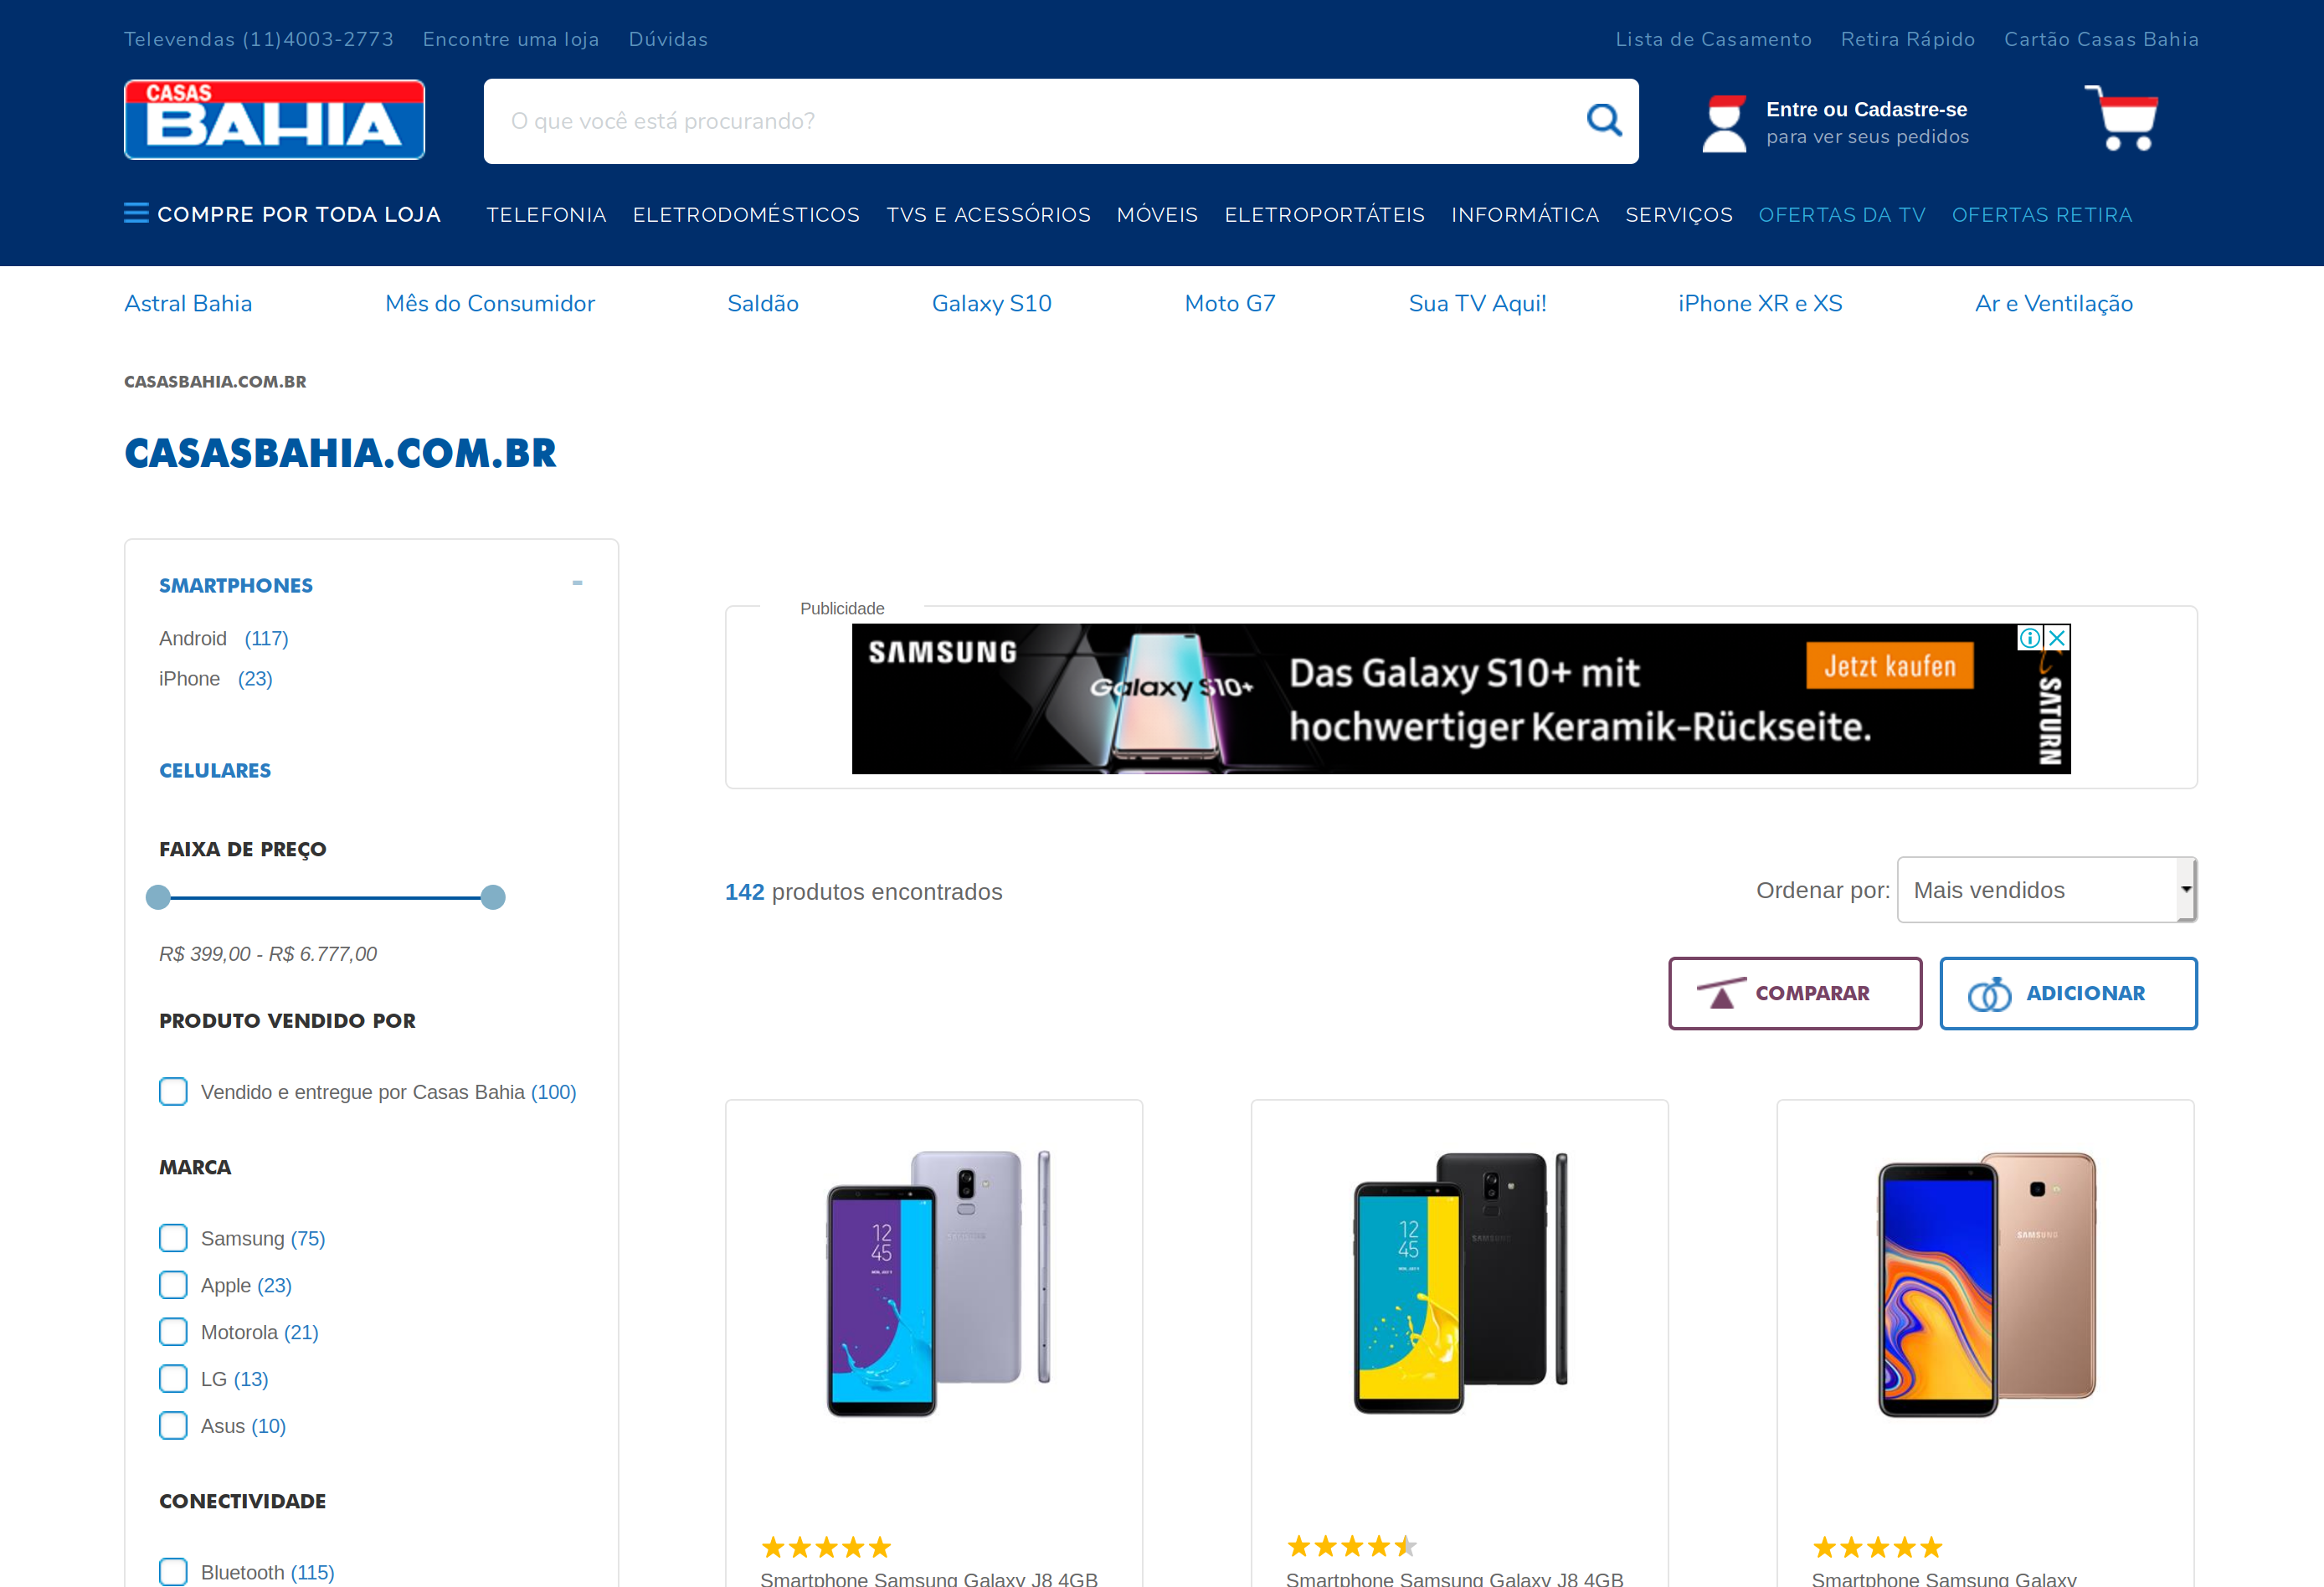 Televendas (11)4003-2773 Encontre uma loja Dúvidas Lista de Casamento Retira Rápido Cartão Casas Bahia
CASAS
BAHIA
O que você está procurando?
Entre ou Cadastre-se
para ver seus pedidos
COMPRE POR TODA LOJA TELEFONIA ELETRODOMÉSTICOS TVS E ACESSÓRIOS MÓVEIS ELETROPORTÁTEIS INFORMÁTICA SERVIÇOS OFERTAS DA TV OFERTAS RETIRA
Astral Bahia Mês do Consumidor Saldão Galaxy S10 Moto G7 Sua TV Aqui! iPhone XR e XS Ar e Ventilação
CASASBAHIA.COM.BR
CASASBAHIA.COM.BR
SMARTPHONES -
Android (117)
iPhone (23)
CELULARES
FAIXA DE PREÇO
R$ 399,00 - R$ 6.777,00
PRODUTO VENDIDO POR
Vendido e entregue por Casas Bahia (100)
MARCA
Samsung (75)
Apple (23)
Motorola (21)
LG (13)
Asus (10)
CONECTIVIDADE
Bluetooth (115)
Publicidade
SAMSUNG
Galaxy S10+
Das Galaxy S10+ mit
hochwertiger Keramik-Rückseite.
Jetzt kaufen
SATURN
142 produtos encontrados
Ordenar por: Mais vendidos
COMPARAR ADICIONAR
12
45
SAMSUNG
12
45
SAMSUNG
SAMSUNG
Smartphone Samsung Galaxy J8 4GB
Smartphone Samsung Galaxy J8 4GB
Smartphone Samsung Galaxy